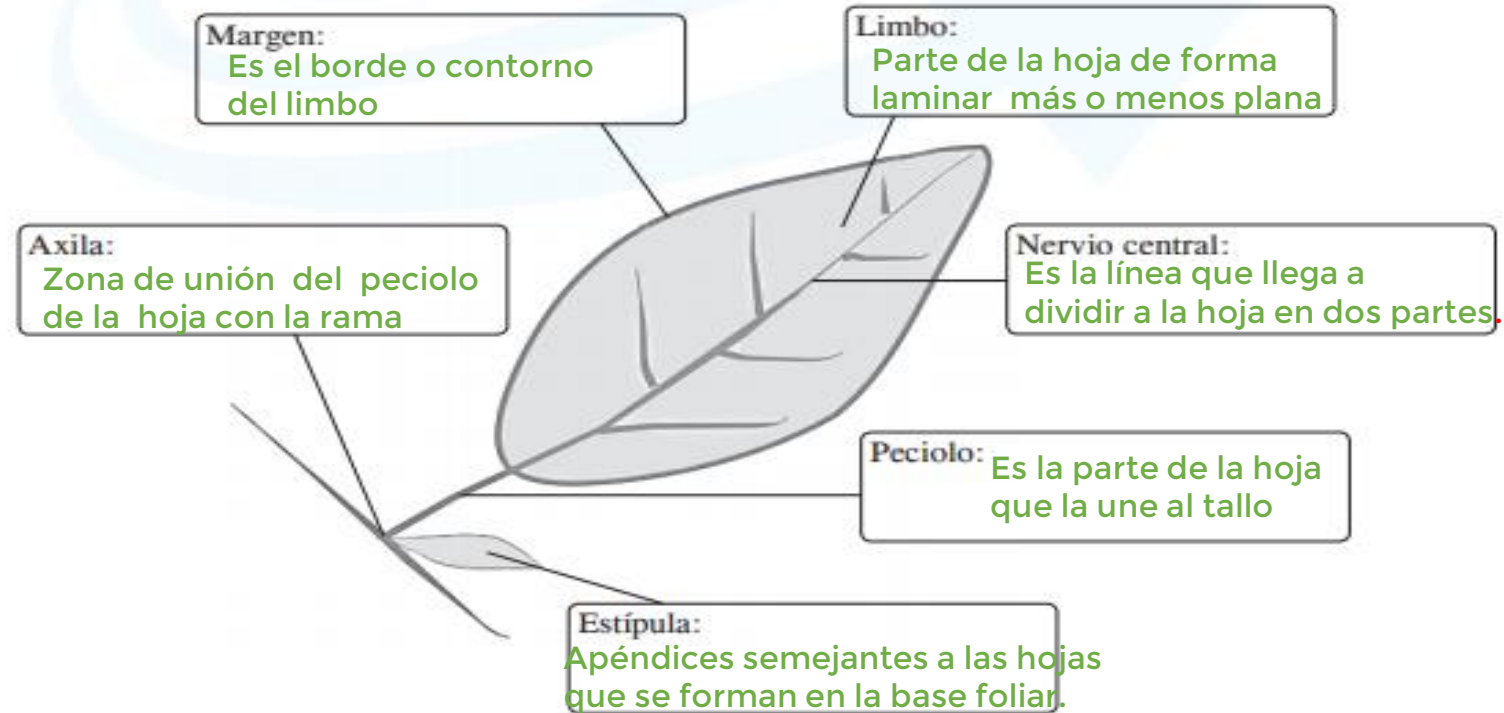 Margen:
Es el borde o contorno
del limbo
Limbo:
Parte de la hoja de forma
laminar más o menos plana
Axila:
Zona de unión del peciolo
de la hoja con la rama
Nervio central:
Es la línea que llega a
dividir a la hoja en dos partes.
Peciolo: Es la parte de la hoja
que la une al tallo
Estípula:
Apéndices semejantes a las hojas
que se forman en la base foliar.